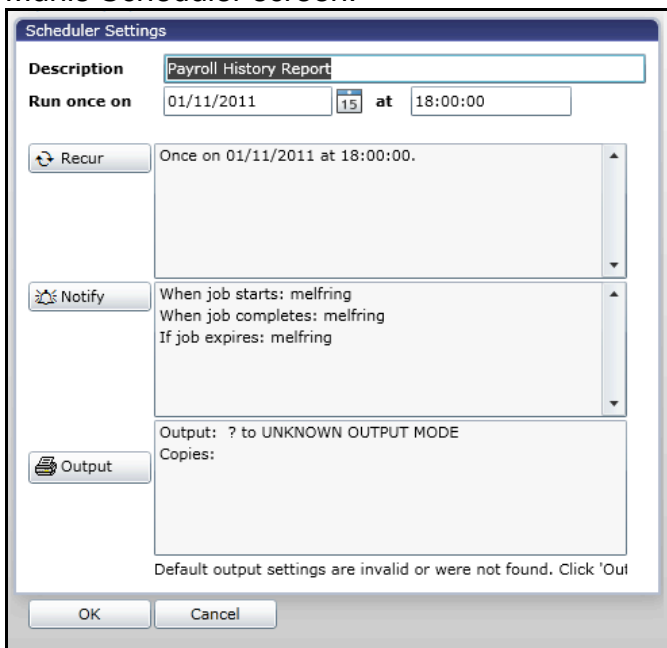 Munis Scheduler screen.
Scheduler Settings
Description Payroll History Report
Run once on 01/11/2011 15 at 18:00:00
Recur Once on 01/11/2011 at 18:00:00.
Notify When job starts: melfring
When job completes: melfring
If job expires: melfring
Output: ? to UNKNOWN OUTPUT MODE
Output Copies:
Default output settings are invalid or were not found. Click 'Out
OK Cancel